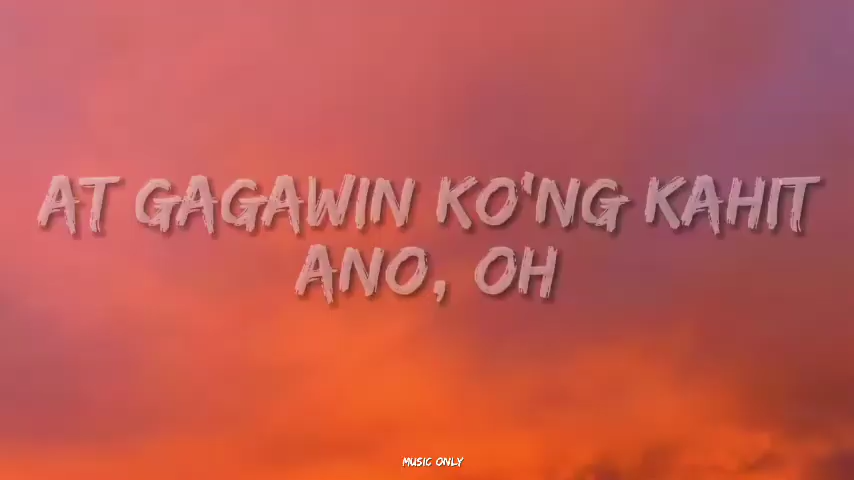 AT GAGAWIN KO'NG KAHIT
ANO, OH
MUSIC ONLY